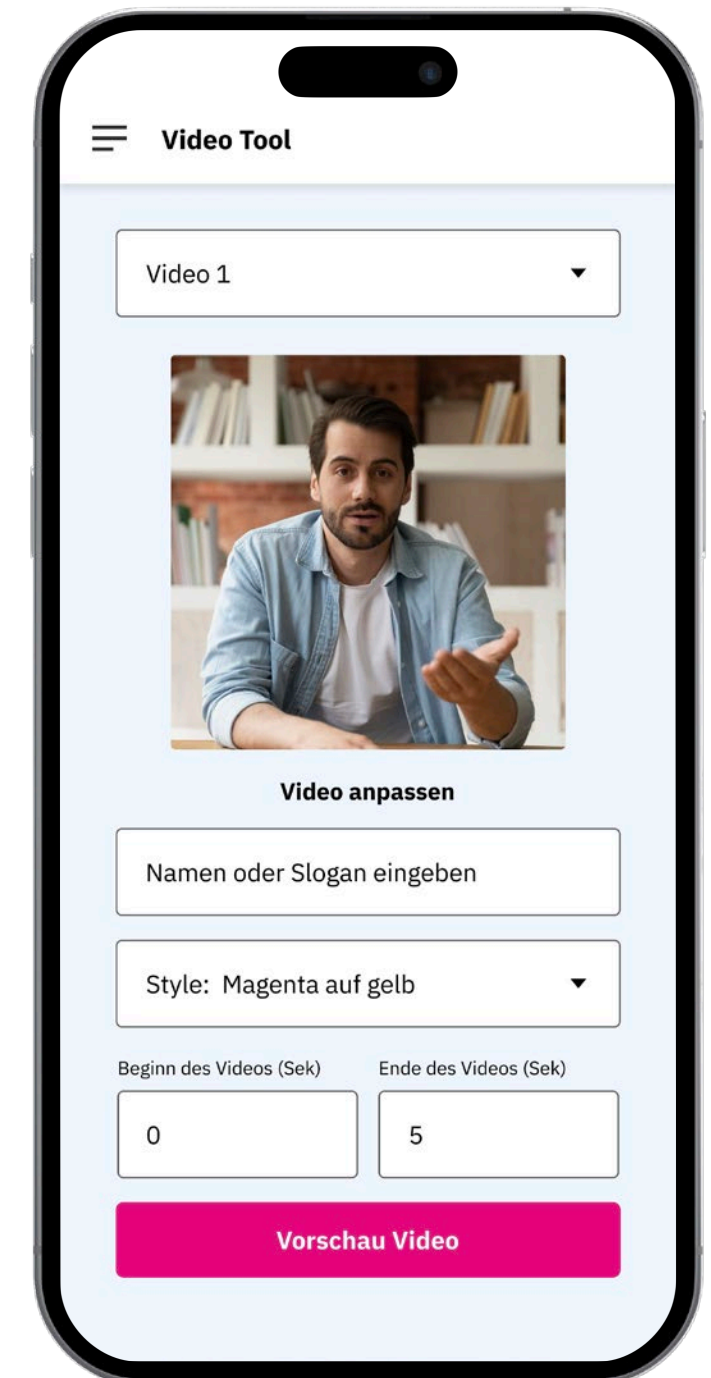 Video Tool
Video 1
Video anpassen
Namen oder Slogan eingeben
Style: Magenta auf gelb
Beginn des Videos (Sek) Ende des Videos (Sek)
0 5
Vorschau Video